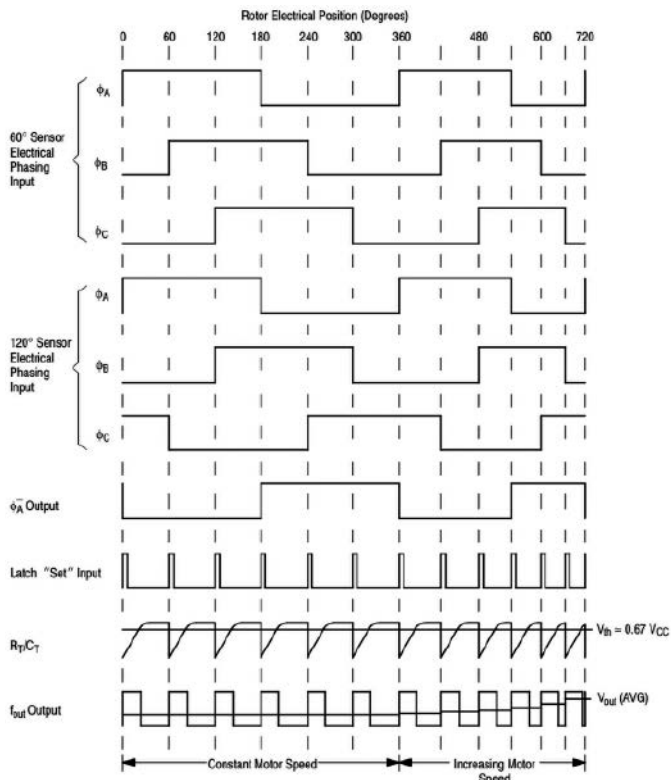 Rotor Electrical Position (Degrees)
0 60 120 180 240 300 360 480 600 720
ϕA
60° Sensor
Electrical
Phasing
Input
ϕB
ϕC
ϕA
120° Sensor
Electrical
Phasing
Input
ϕB
ϕC
ϕ̅A Output
Latch "Set" Input
Vth = 0.67 VCC
RT/CT
Vout (AVG)
fout Output
Constant Motor Speed
Increasing Motor
Speed